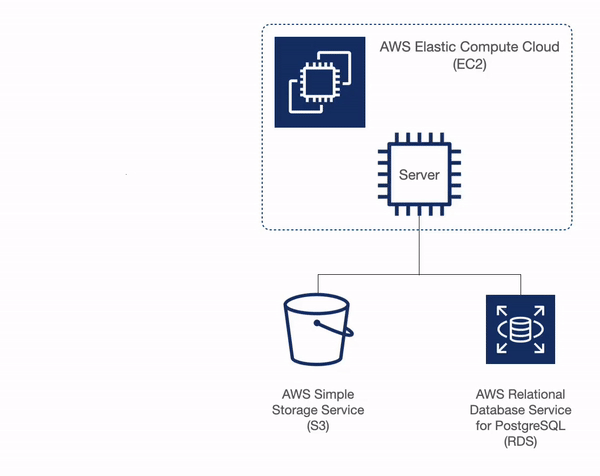 AWS Elastic Compute Cloud
(EC2)
Server
AWS Simple
Storage Service
(S3)
AWS Relational
Database Service
for PostgreSQL
(RDS)